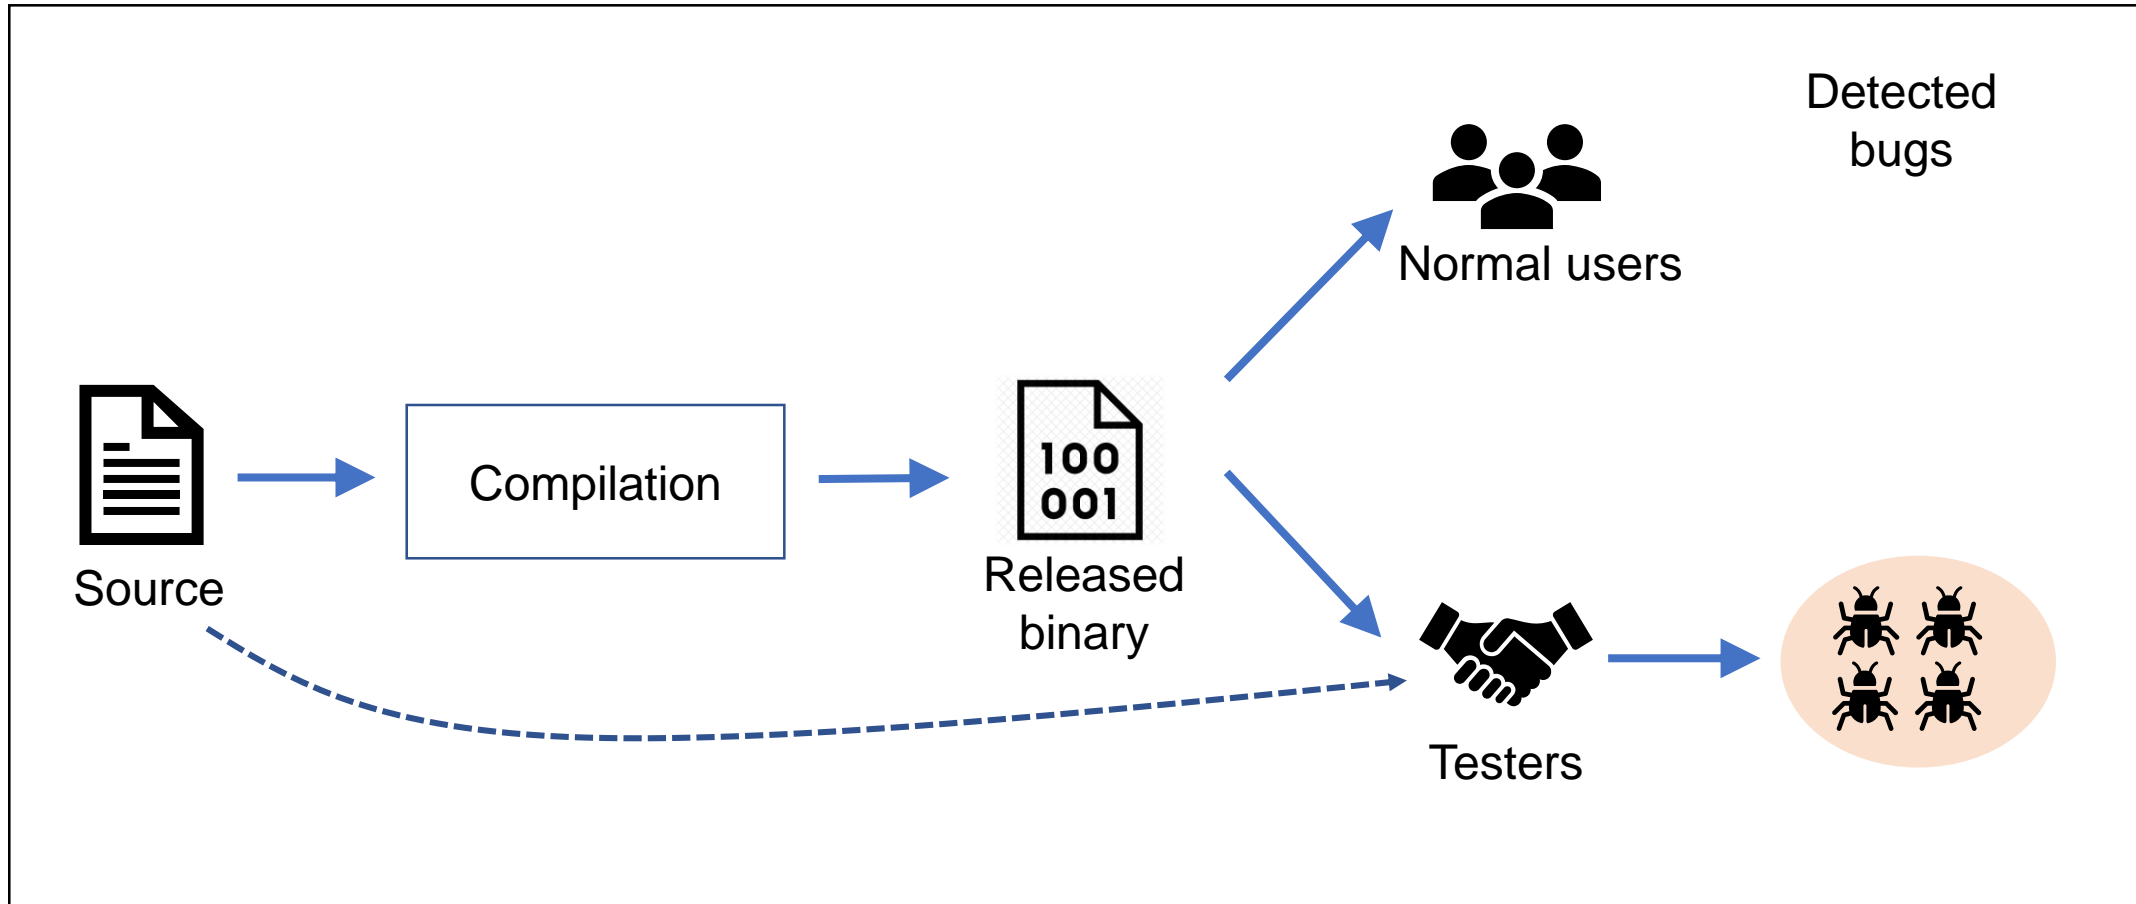 Detected
bugs
Normal users
Compilation
100
001
Source
Released
binary
Testers